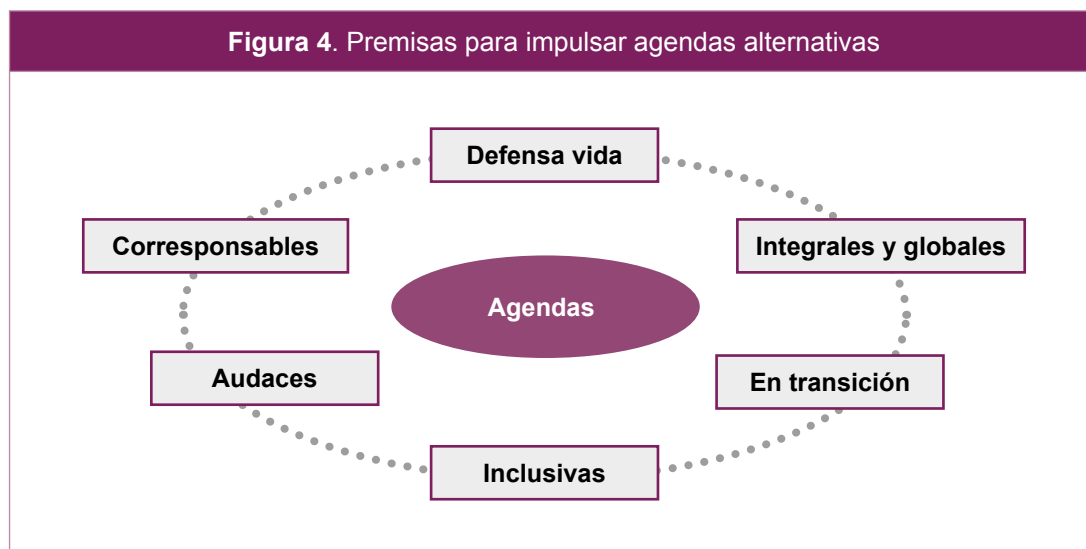 Figura 4. Premisas para impulsar agendas alternativas
Defensa vida
Corresponsables
Integrales y globales
Agendas
Audaces
En transición
Inclusivas